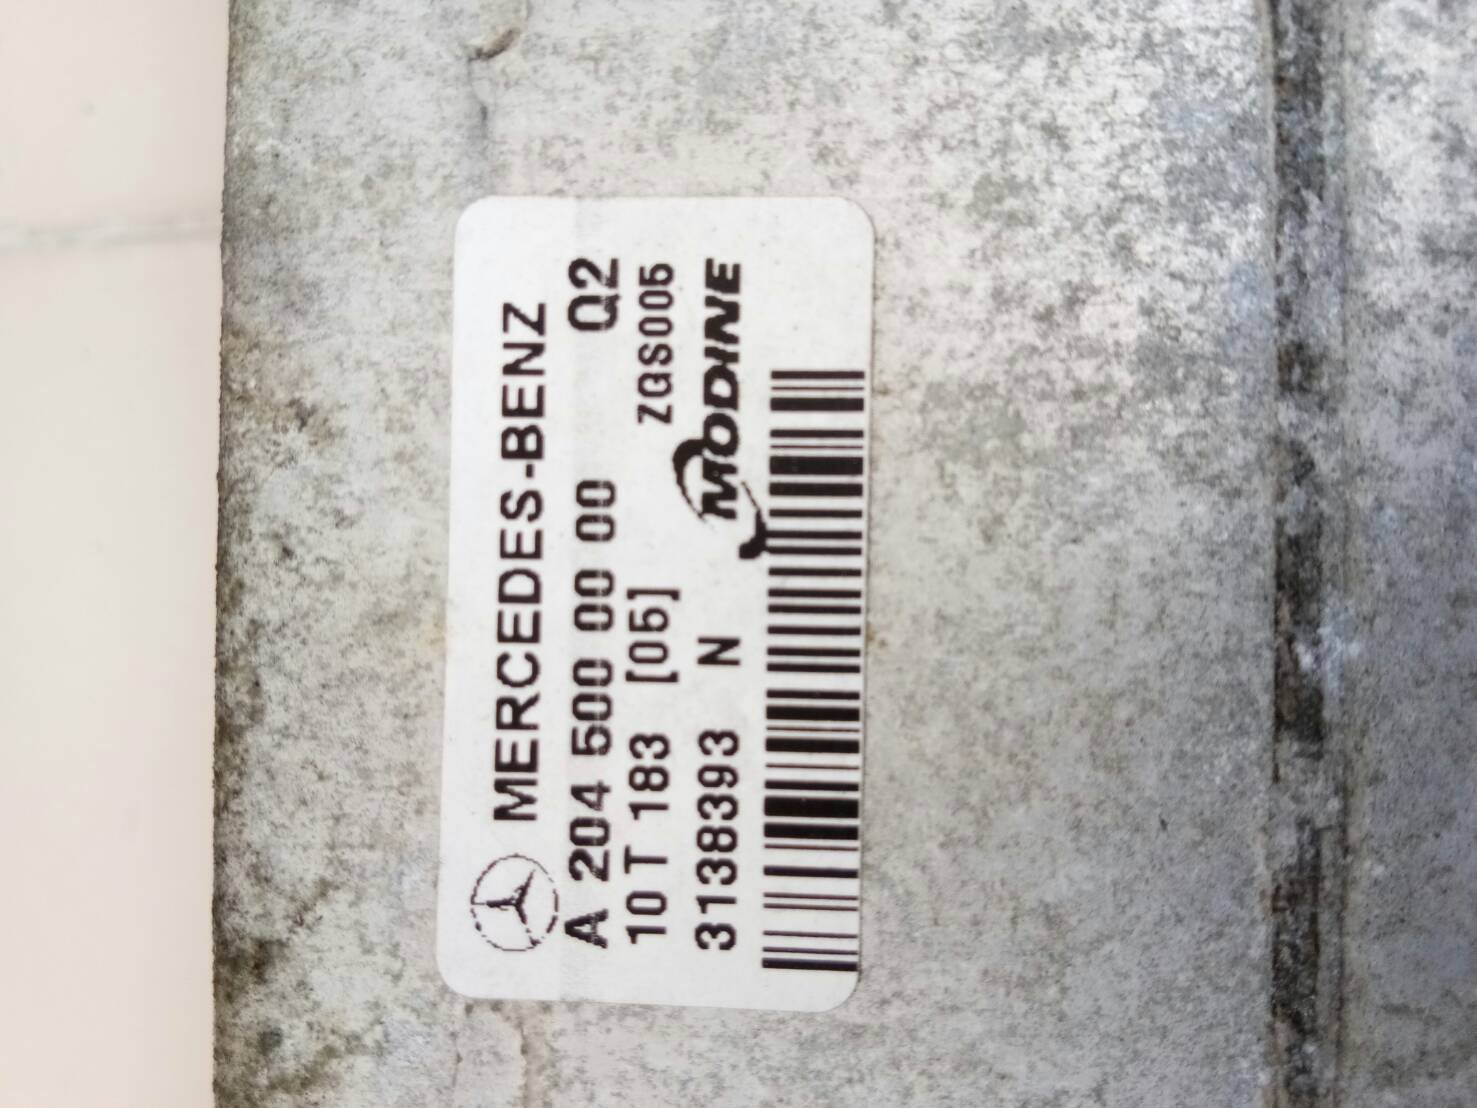 MERCEDES-BENZ
A 204 500 00 00 Q2
10 T 183 [05] ZGS005
3138393 N MODINE